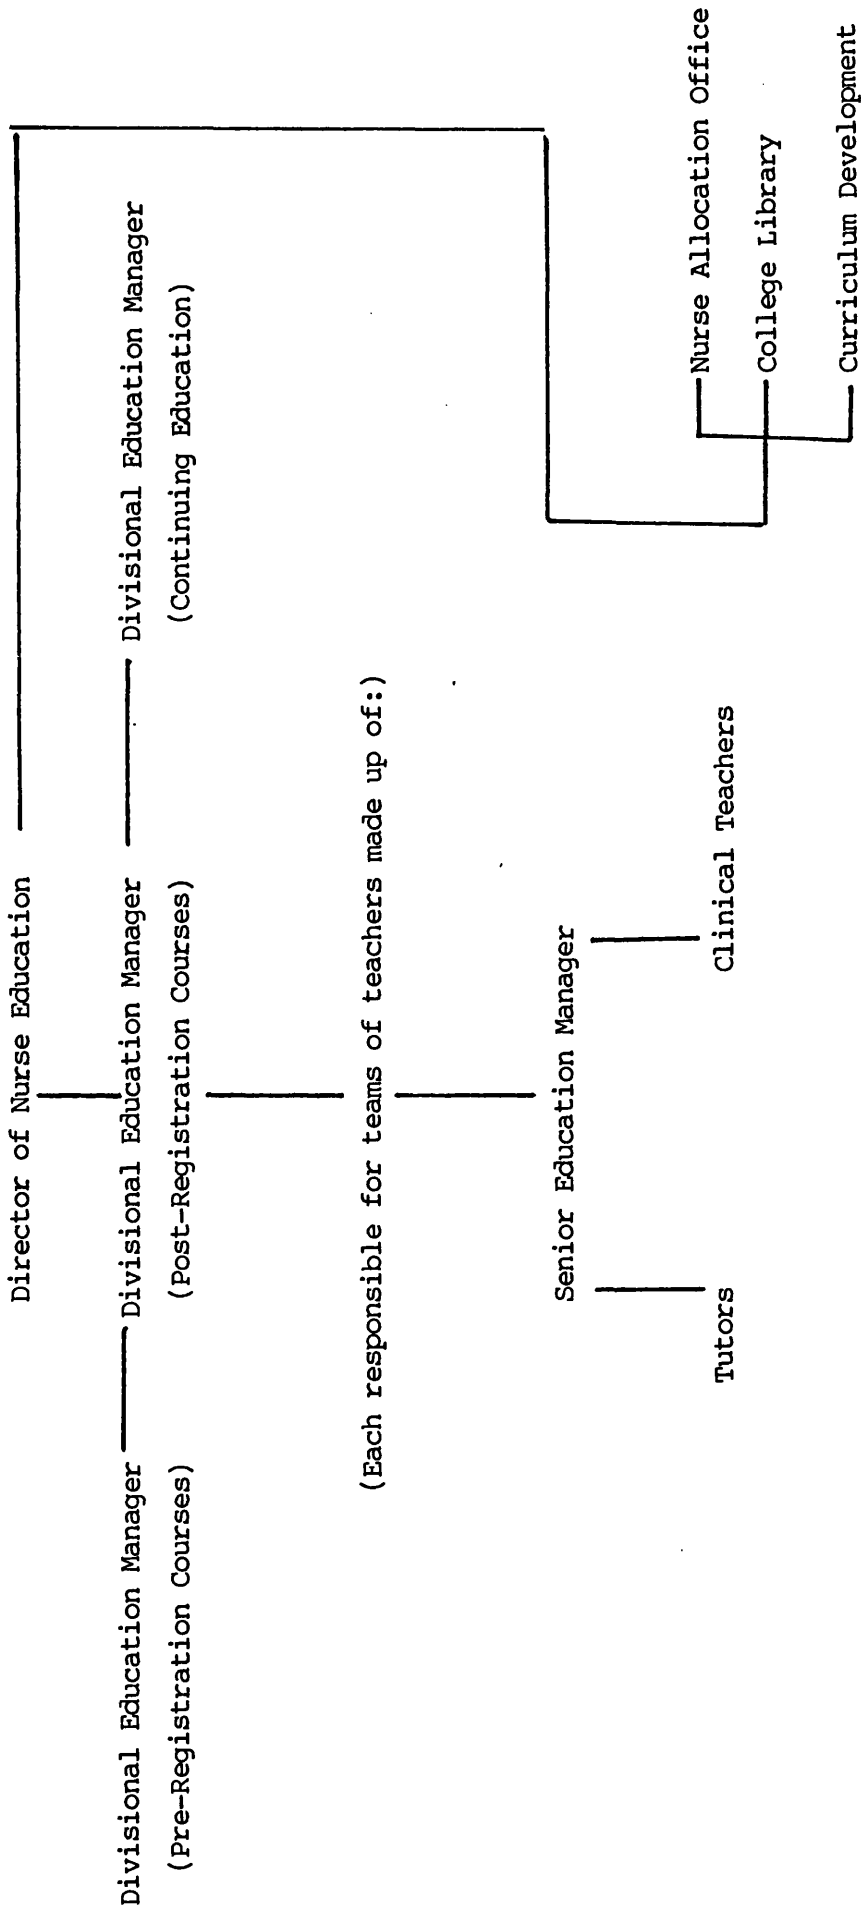 Director of Nurse Education
Divisional Education Manager
(Pre-Registration Courses)
Divisional Education Manager
(Post-Registration Courses)
Divisional Education Manager
(Continuing Education)
(Each responsible for teams of teachers made up of:)
Senior Education Manager
Tutors
Clinical Teachers
Nurse Allocation Office
College Library
Curriculum Development